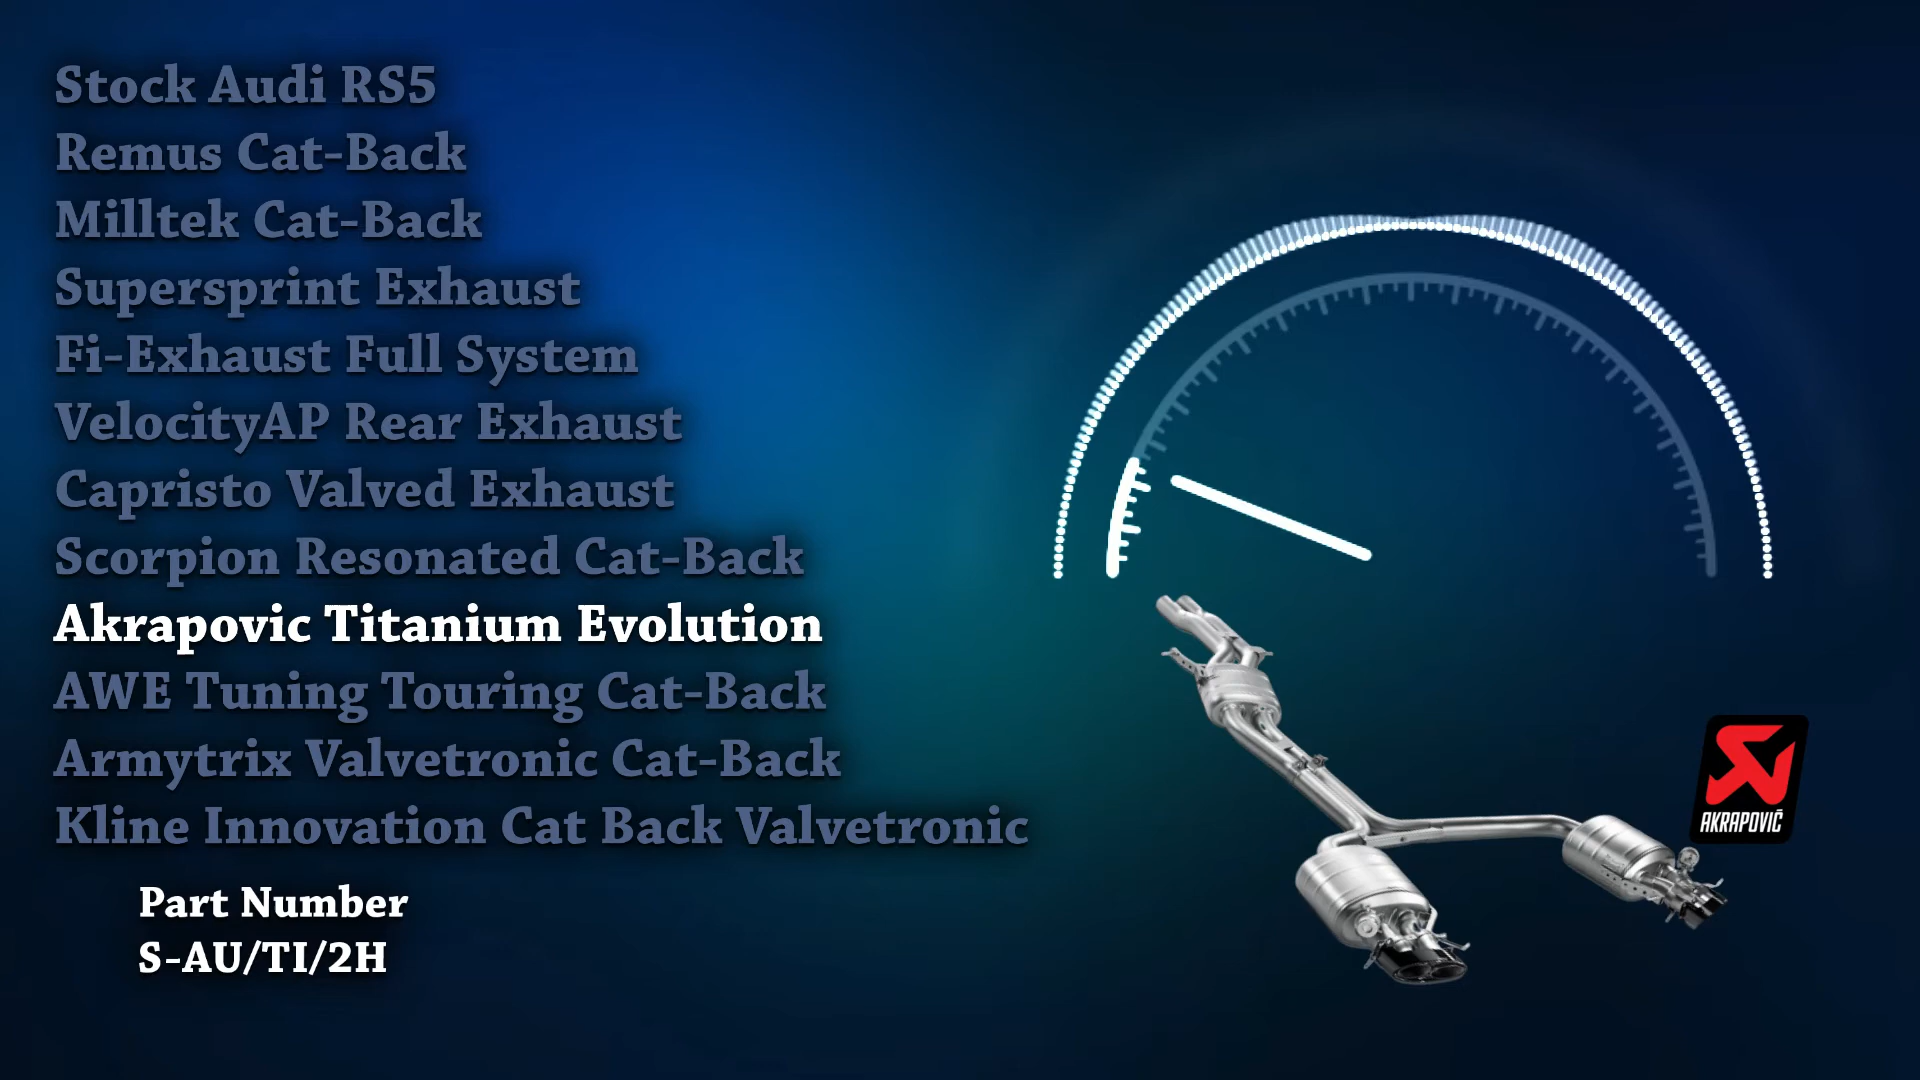 Stock Audi RS5
Remus Cat-Back
Milltek Cat-Back
Supersprint Exhaust
Fi-Exhaust Full System
VelocityAP Rear Exhaust
Capristo Valved Exhaust
Scorpion Resonated Cat-Back
Akrapovic Titanium Evolution
AWE Tuning Touring Cat-Back
Armytrix Valvetronic Cat-Back
Kline Innovation Cat Back Valvetronic
Part Number
S-AU/TI/2H
AKRAPOVIČ